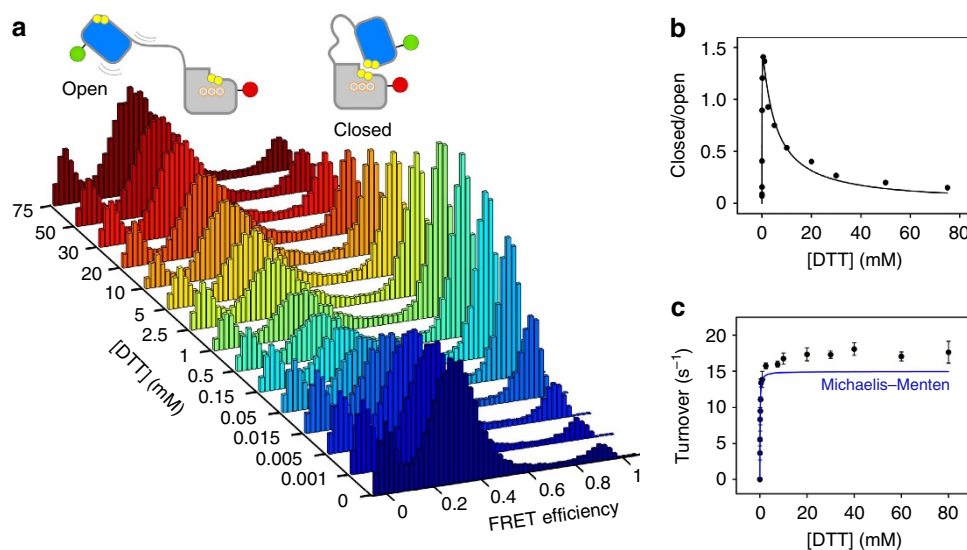 a
Open
Closed
75
50
30
20
10
5
2.5
1
0.5
0.15
0.05
0.015
0.005
0.001
0
[DTT] (mM)
0
0.2
0.4
0.6
0.8
1
FRET efficiency
b
1.5
1.0
0.5
0
Closed/open
0 20 40 60 80
[DTT] (mM)
c
20
15
10
5
0
Turnover (s⁻¹)
Michaelis–Menten
0 20 40 60 80
[DTT] (mM)